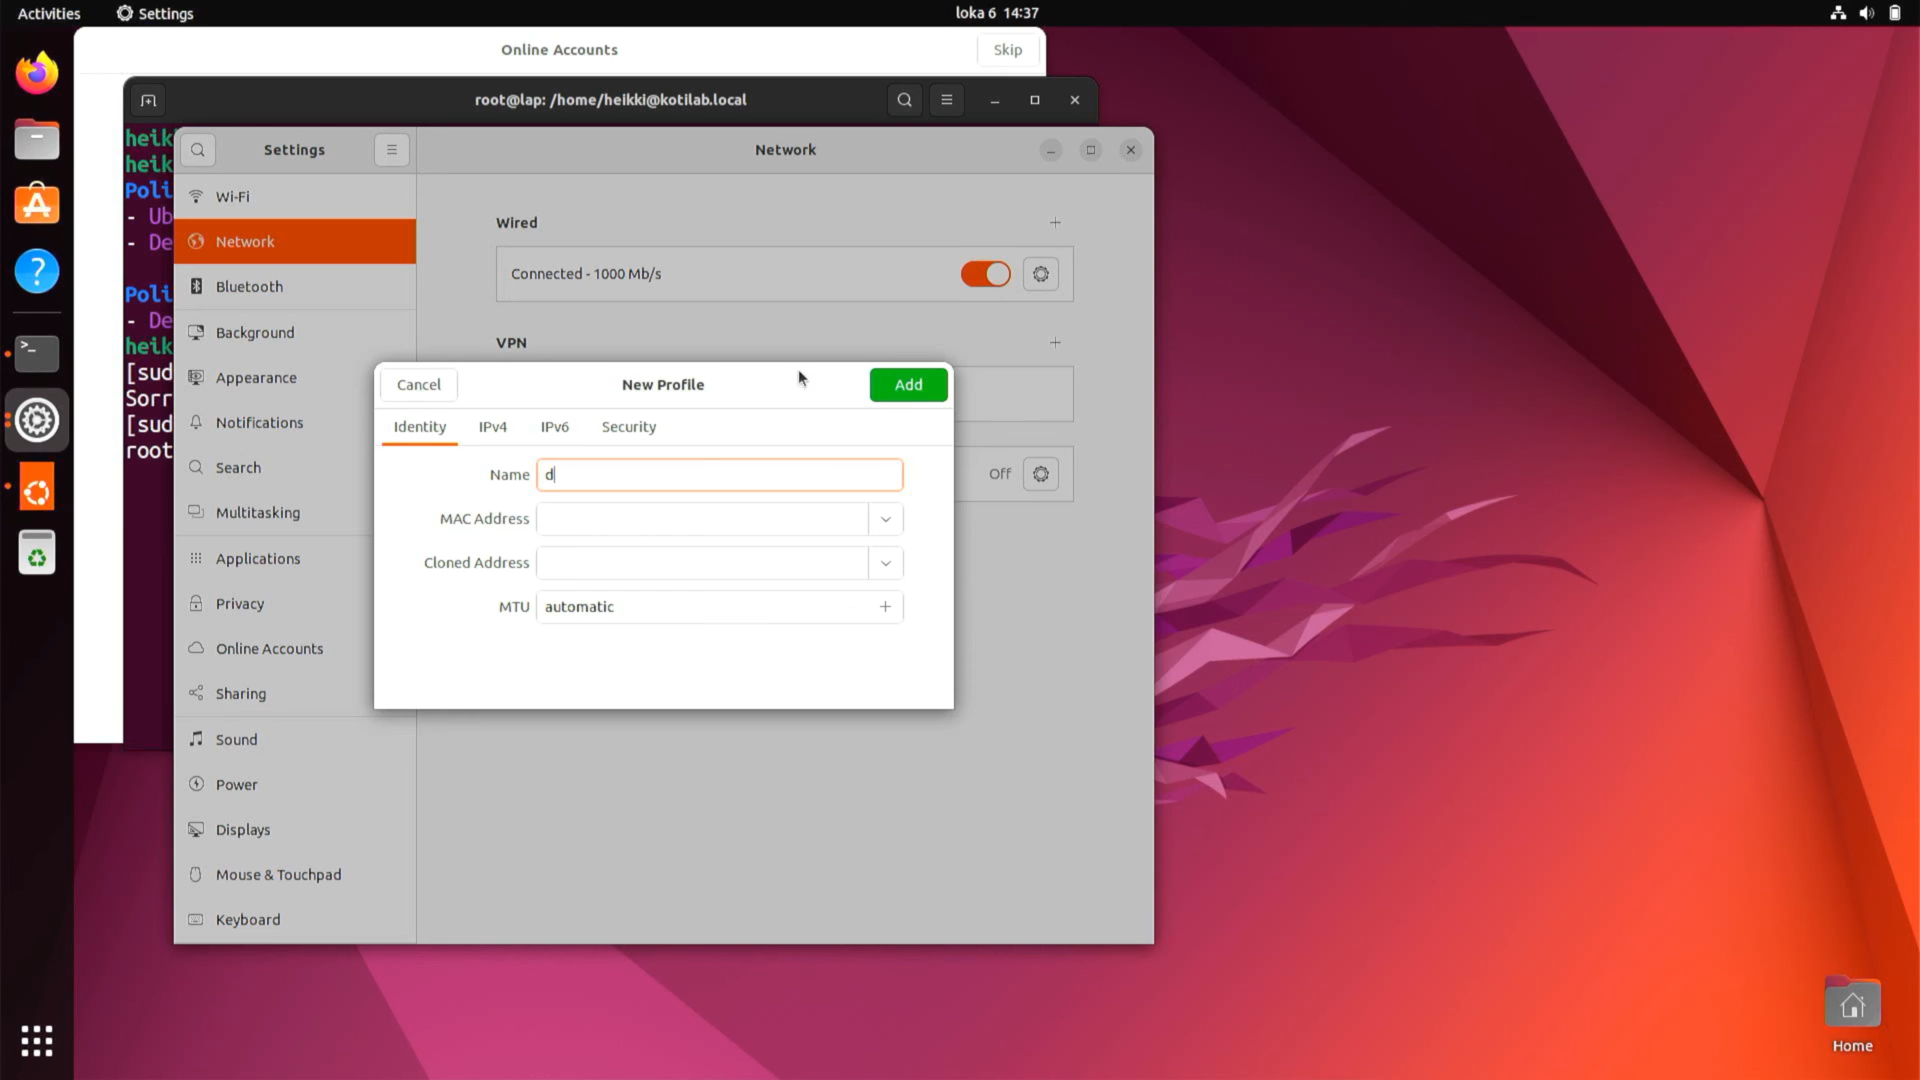 Activities
Settings
loka 6 14:37
Online Accounts
Skip
root@lap: /home/heikki@kotilab.local
heik
heik
Poli
- Ub
- De
Poli
- De
heik
[sud
Sorr
[sud
root
Settings
Network
Wi-Fi
Network
Bluetooth
Background
Appearance
Notifications
Search
Multitasking
Applications
Privacy
Online Accounts
Sharing
Sound
Power
Displays
Mouse & Touchpad
Keyboard
Wired
Connected - 1000 Mb/s
VPN
Off
Cancel
New Profile
Add
Identity
IPv4
IPv6
Security
Name
d
MAC Address
Cloned Address
MTU
automatic
Home